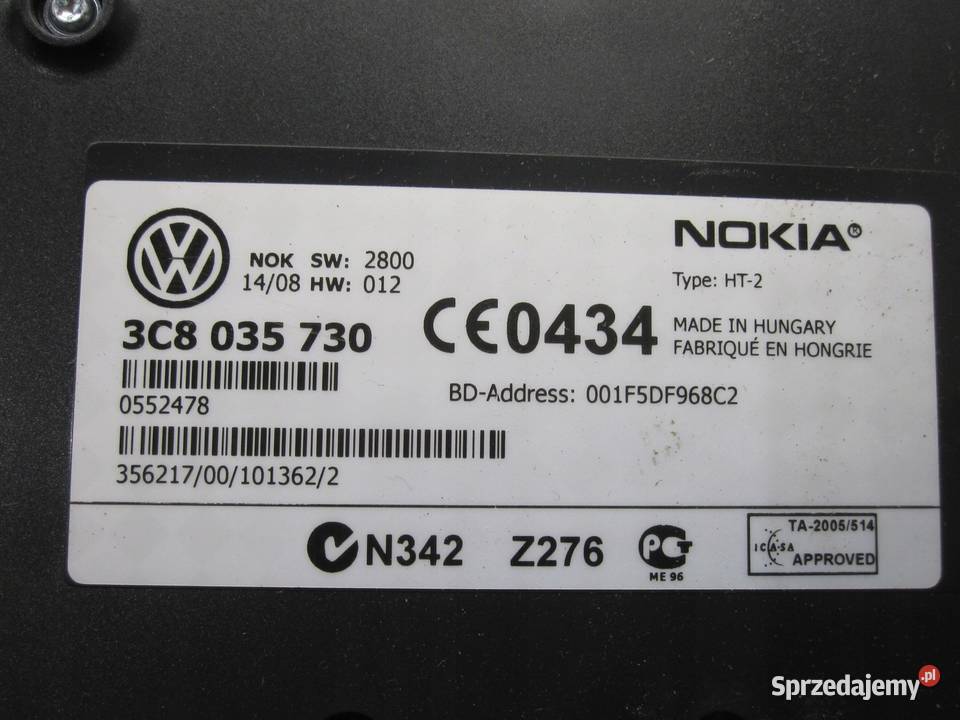 NOK SW: 2800
14/08 HW: 012
3C8 035 730
0552478
356217/00/101362/2
NOKIA®
Type: HT-2
CE0434
MADE IN HUNGARY
FABRIQUÉ EN HONGRIE
BD-Address: 001F5DF968C2
N342 Z276
PCT
ME 96
TA-2005/514
ICASA
APPROVED
Sprzedajemy.pl